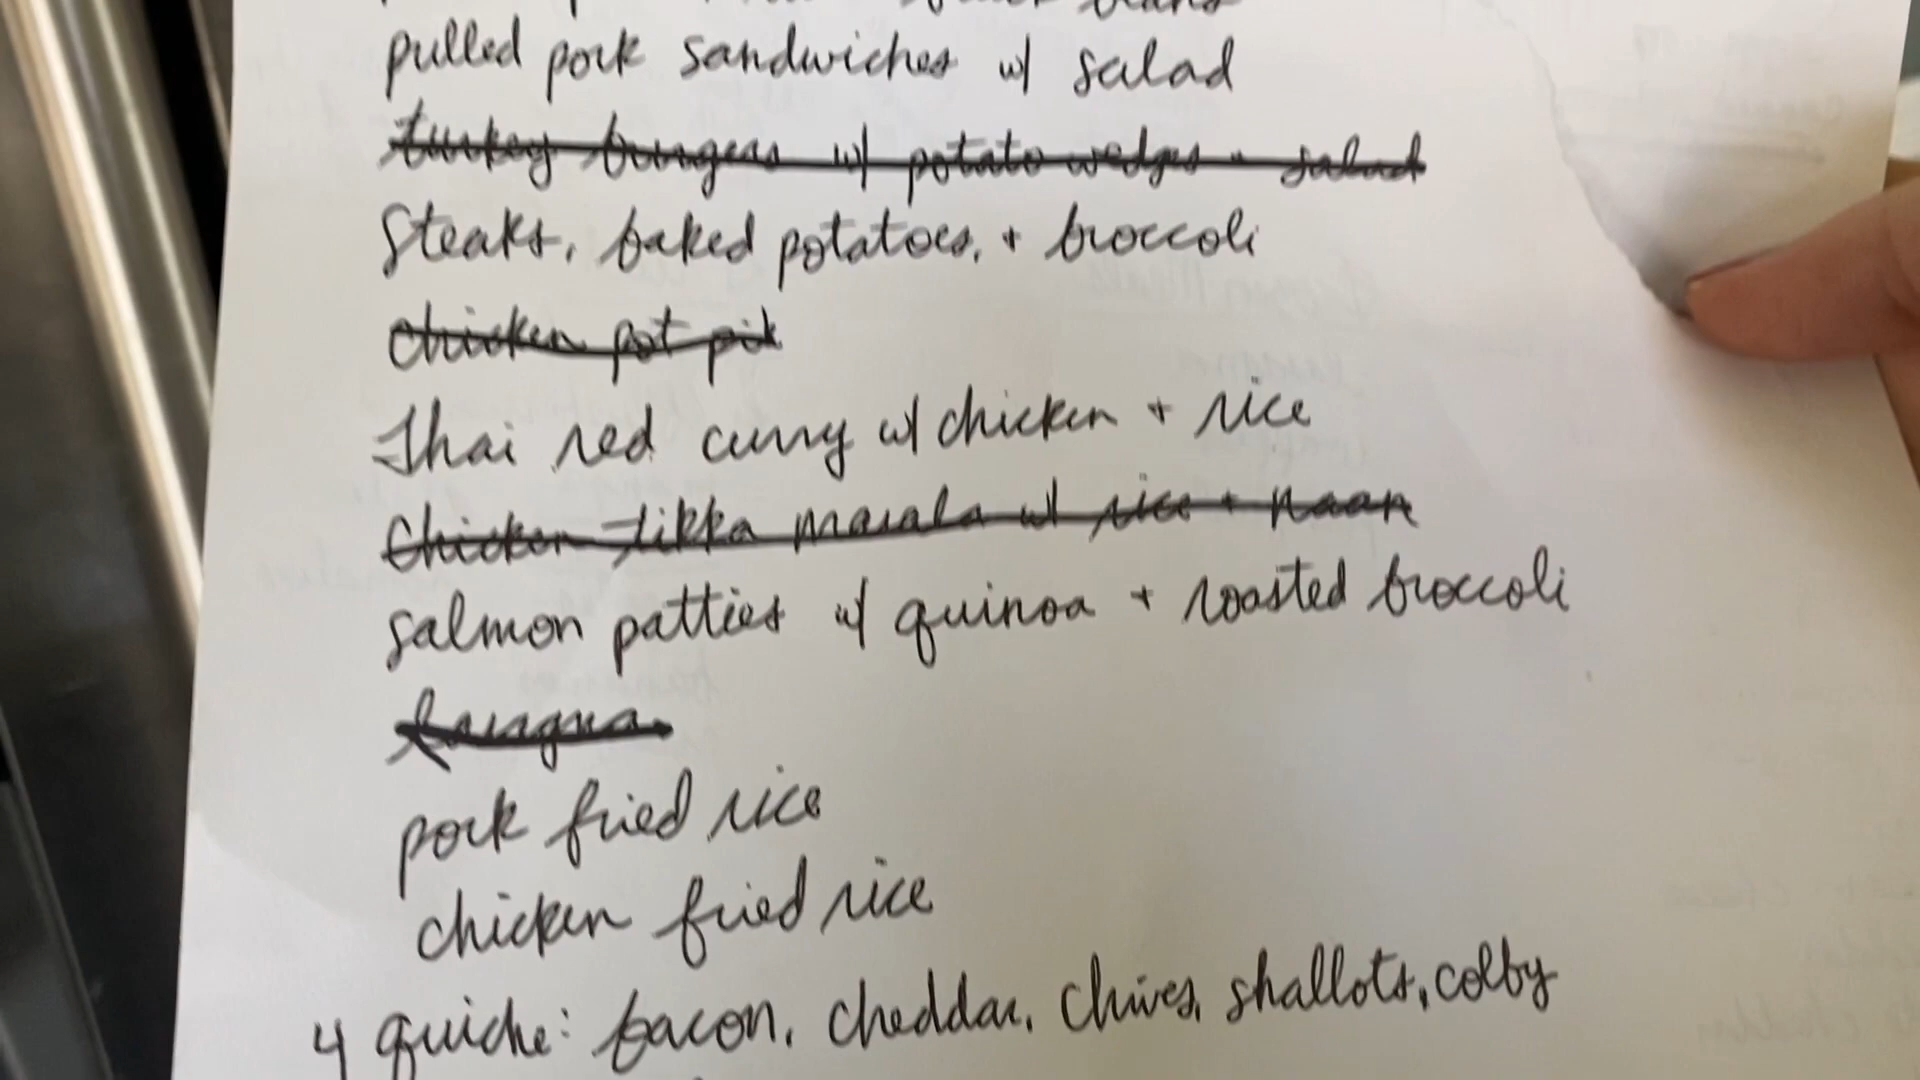 black beans
pulled pork sandwiches w/ salad
turkey burgers w/ potato wedges + salad
Steaks, baked potatoes, + broccoli
Chicken pot pie
Thai red curry w/ chicken + rice
Chicken tikka masala w/ rice + naan
salmon patties w/ quinoa + roasted broccoli
pork fried rice
chicken fried rice
4 quiche: bacon, cheddar, chives, shallots, colby